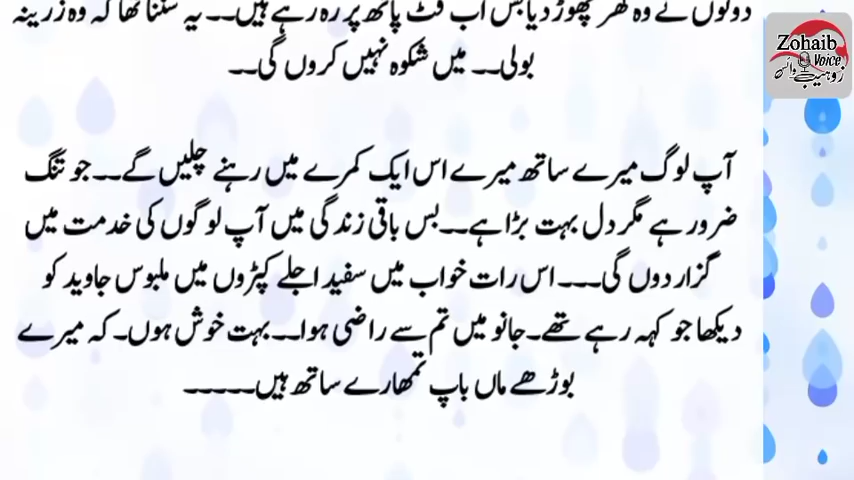 دونوں نے وہ گھر چھوڑ دیا بس اب فٹ پاتھ پر رہ رہے ہیں۔۔ یہ سننا تھا کہ وہ زرینہ
بولی۔۔ میں شکوہ نہیں کروں گی۔۔
آپ لوگ میرے ساتھ میرے اس ایک کمرے میں رہنے چلیں گے۔۔ جو تنگ
ضرور ہے مگر دل بہت بڑا ہے۔۔ بس باقی زندگی میں آپ لوگوں کی خدمت میں
گزار دوں گی۔۔۔ اس رات خواب میں سفید اجلے کپڑوں میں ملبوس جاوید کو
دیکھا جو کہہ رہے تھے۔ جانو میں تم سے راضی ہوا۔۔ بہت خوش ہوں۔ کہ میرے
بوڑھے ماں باپ تمھارے ساتھ ہیں۔۔۔۔۔
Zohaib
Voice
زوہیب وائس